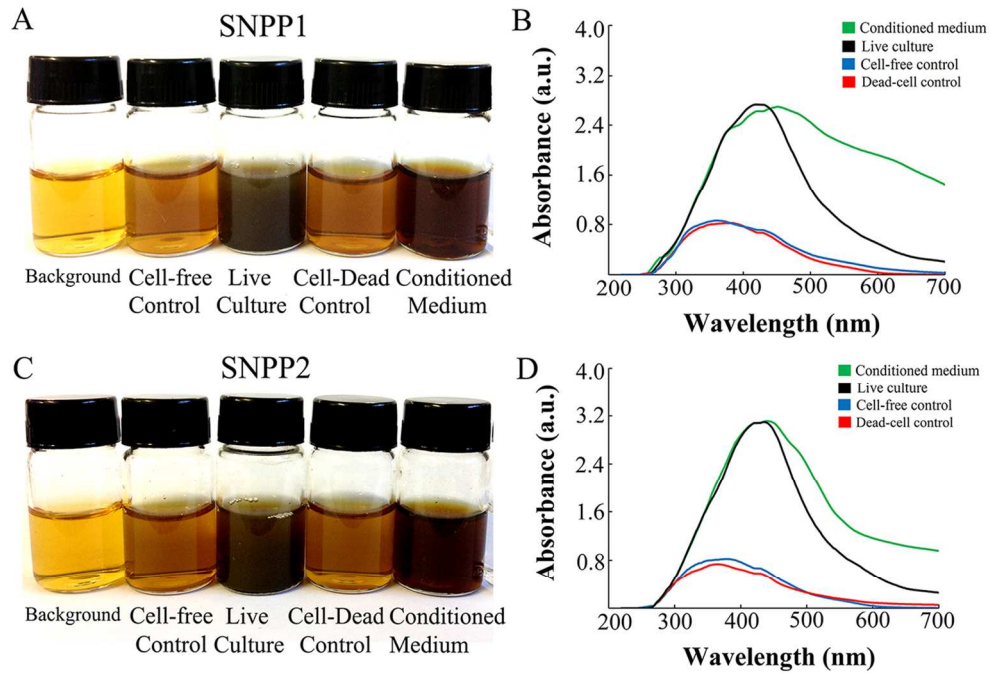 A
SNPP1
Background
Cell-free
Control
Live
Culture
Cell-Dead
Control
Conditioned
Medium
B
Absorbance (a.u.)
4.0
3.2
2.4
1.6
0.8
Conditioned medium
Live culture
Cell-free control
Dead-cell control
200 300 400 500 600 700
Wavelength (nm)
C
SNPP2
Background
Cell-free
Control
Live
Culture
Cell-Dead
Control
Conditioned
Medium
D
Absorbance (a.u.)
4.0
3.2
2.4
1.6
0.8
Conditioned medium
Live culture
Cell-free control
Dead-cell control
200 300 400 500 600 700
Wavelength (nm)